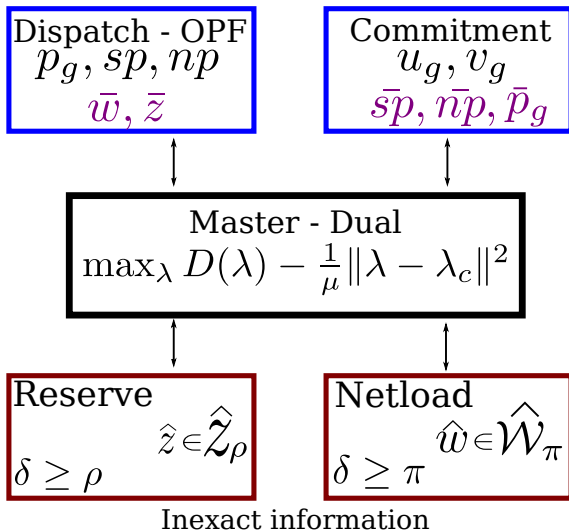 Dispatch - OPF
p_g, sp, np
w̄, z̄
Commitment
u_g, v_g
s̄p, n̄p, p̄_g
Master - Dual
max_λ D(λ) − 1/μ ‖λ − λ_c‖²
Reserve
ẑ ∈ 𝒵̂_ρ
δ ≥ ρ
Netload
ŵ ∈ 𝒲̂_π
δ ≥ π
Inexact information